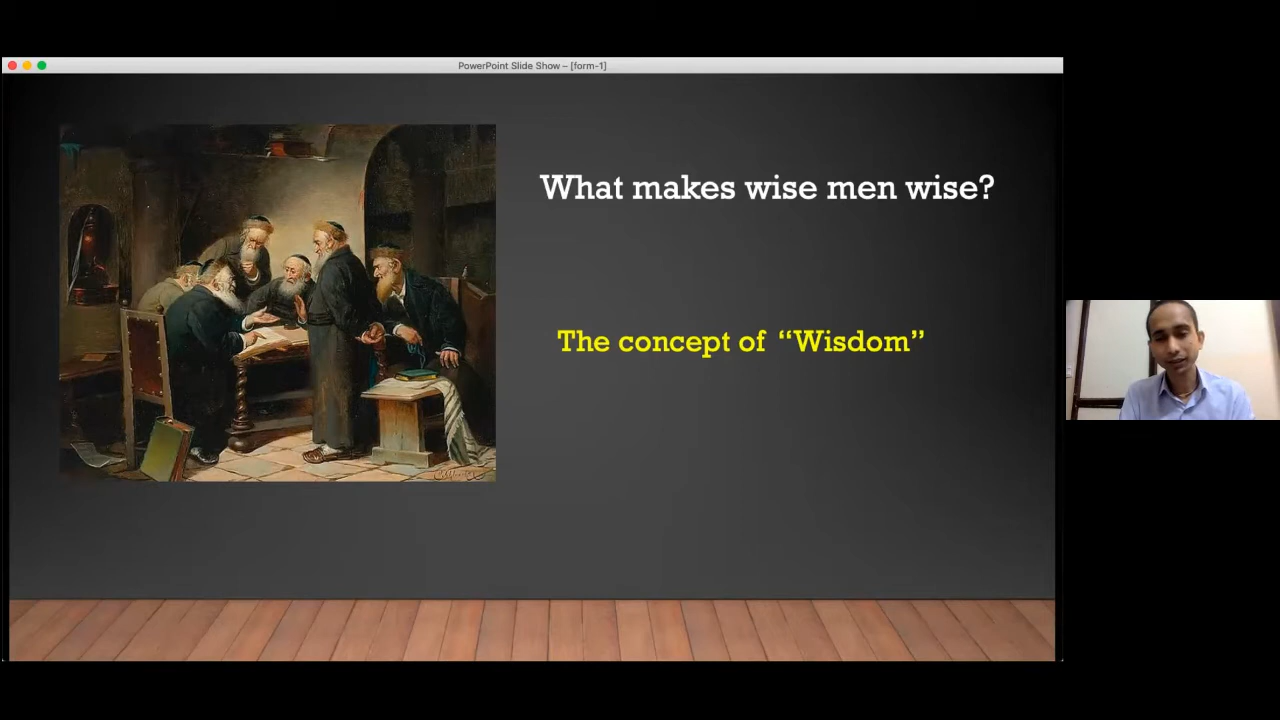 PowerPoint Slide Show – [form-1]
What makes wise men wise?
The concept of “Wisdom”